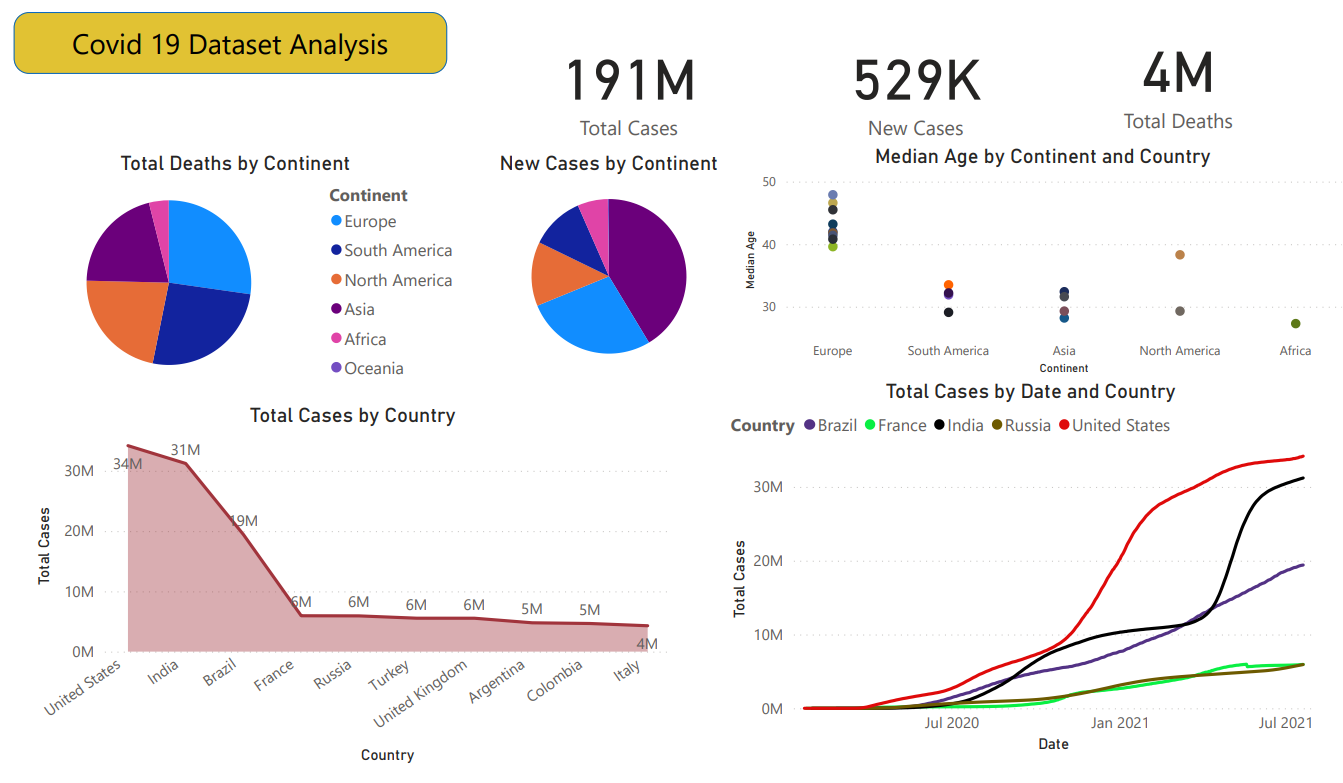 Covid 19 Dataset Analysis
191M
Total Cases
529K
New Cases
4M
Total Deaths
Total Deaths by Continent
Continent
Europe
South America
North America
Asia
Africa
Oceania
New Cases by Continent
Median Age by Continent and Country
50
40
30
Median Age
Europe
South America
Asia
North America
Africa
Continent
Total Cases by Country
30M
20M
10M
0M
Total Cases
34M
31M
19M
6M
6M
6M
6M
5M
5M
4M
United States
India
Brazil
France
Russia
Turkey
United Kingdom
Argentina
Colombia
Italy
Country
Total Cases by Date and Country
Country Brazil France India Russia United States
30M
20M
10M
0M
Total Cases
Jul 2020
Jan 2021
Jul 2021
Date